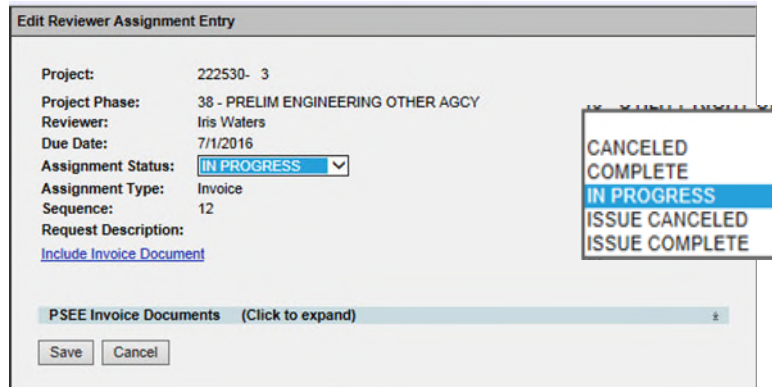 Edit Reviewer Assignment Entry
Project: 222530- 3
Project Phase: 38 - PRELIM ENGINEERING OTHER AGCY
Reviewer: Iris Waters
Due Date: 7/1/2016
Assignment Status: IN PROGRESS
Assignment Type: Invoice
Sequence: 12
Request Description:
Include Invoice Document
PSEE Invoice Documents (Click to expand)
Save Cancel
CANCELED
COMPLETE
IN PROGRESS
ISSUE CANCELED
ISSUE COMPLETE